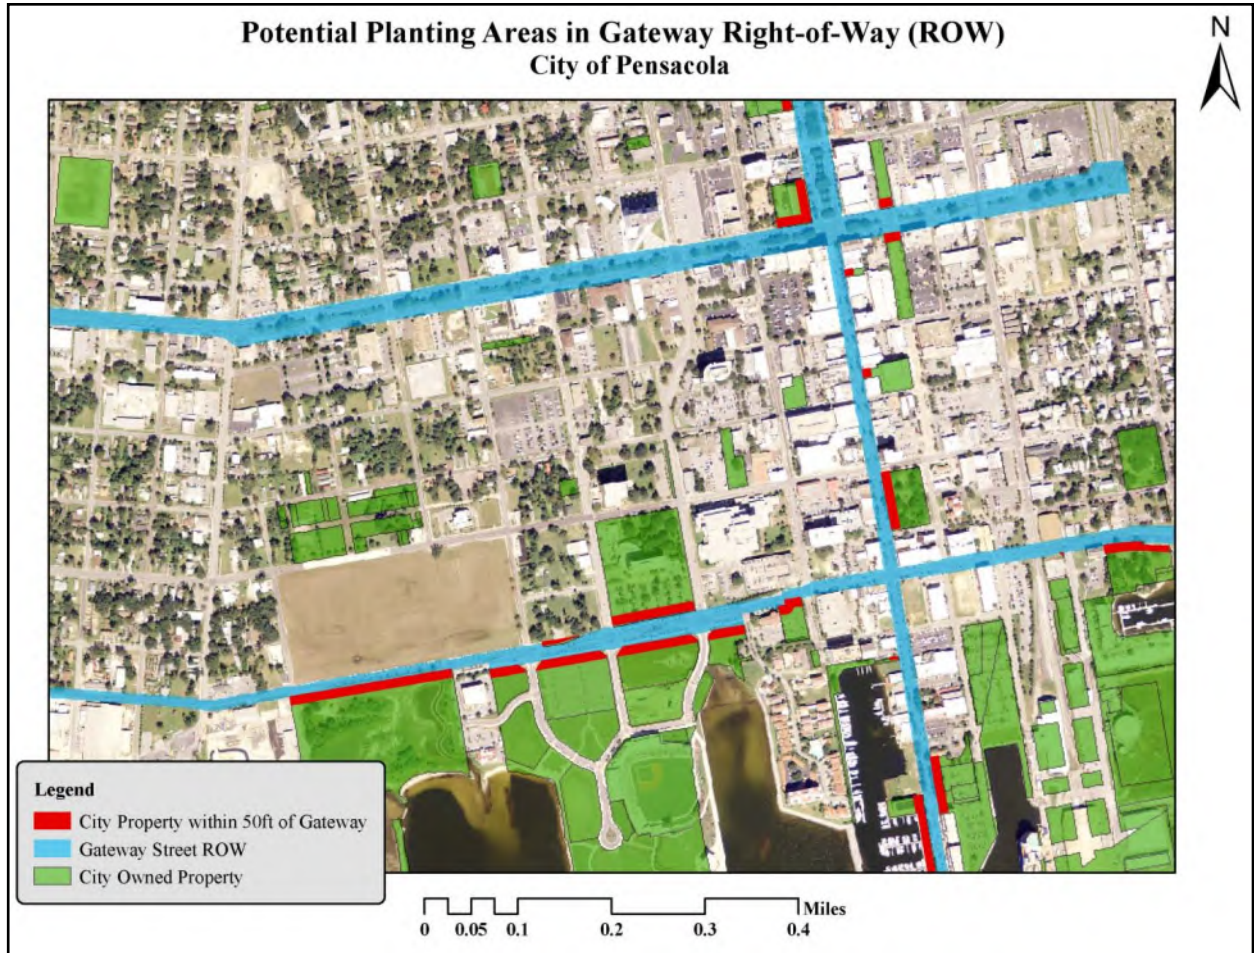 Potential Planting Areas in Gateway Right-of-Way (ROW)
City of Pensacola
N
Legend
City Property within 50ft of Gateway
Gateway Street ROW
City Owned Property
Miles
0 0.05 0.1 0.2 0.3 0.4